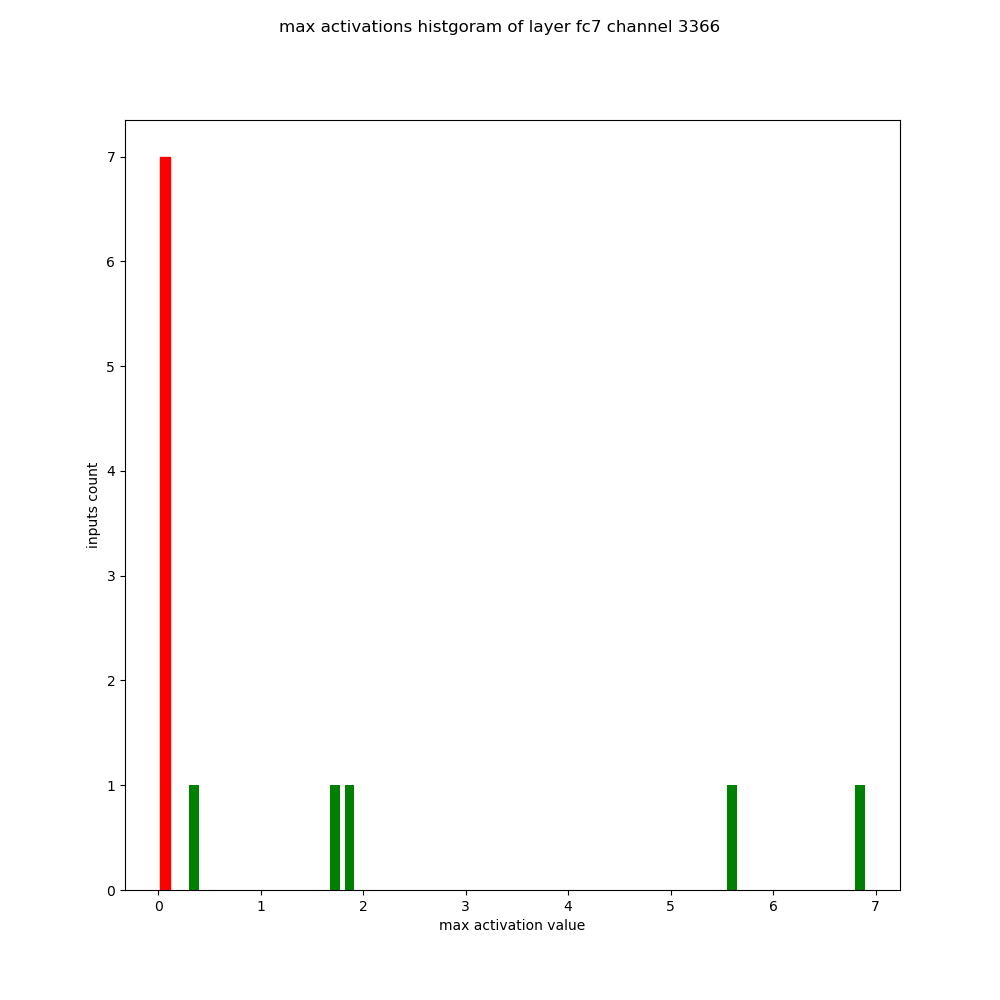 max activations histgoram of layer fc7 channel 3366
7
6
5
4
3
2
1
0
inputs count
0 1 2 3 4 5 6 7
max activation value